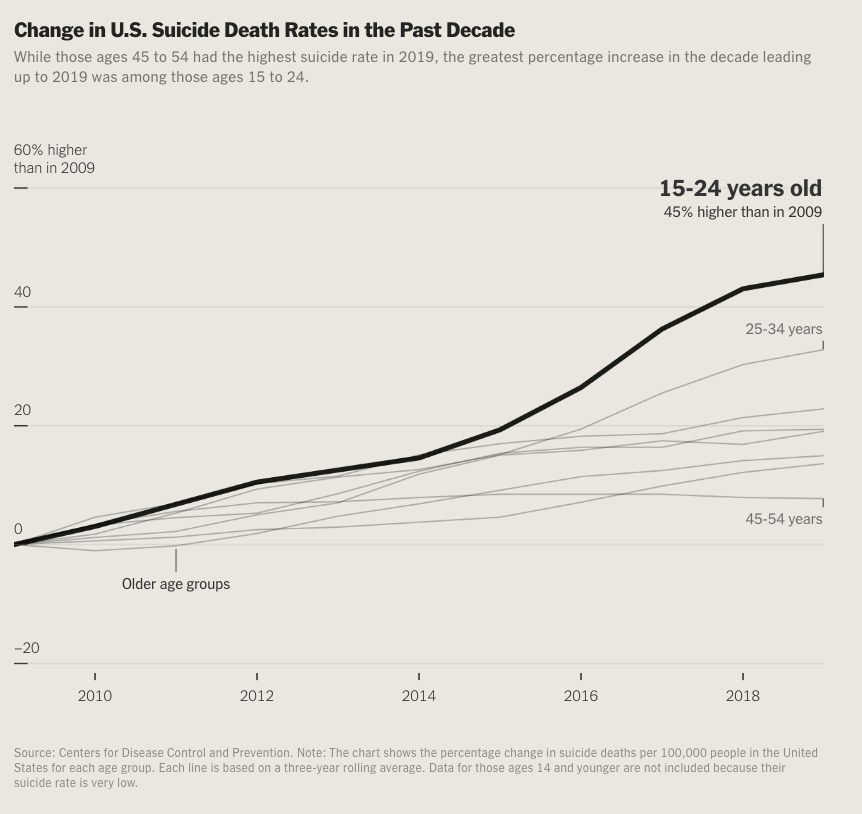 Change in U.S. Suicide Death Rates in the Past Decade
While those ages 45 to 54 had the highest suicide rate in 2019, the greatest percentage increase in the decade leading
up to 2019 was among those ages 15 to 24.
60% higher
than in 2009
15-24 years old
45% higher than in 2009
40
25-34 years
20
0
45-54 years
Older age groups
–20
2010 2012 2014 2016 2018
Source: Centers for Disease Control and Prevention. Note: The chart shows the percentage change in suicide deaths per 100,000 people in the United
States for each age group. Each line is based on a three-year rolling average. Data for those ages 14 and younger are not included because their
suicide rate is very low.